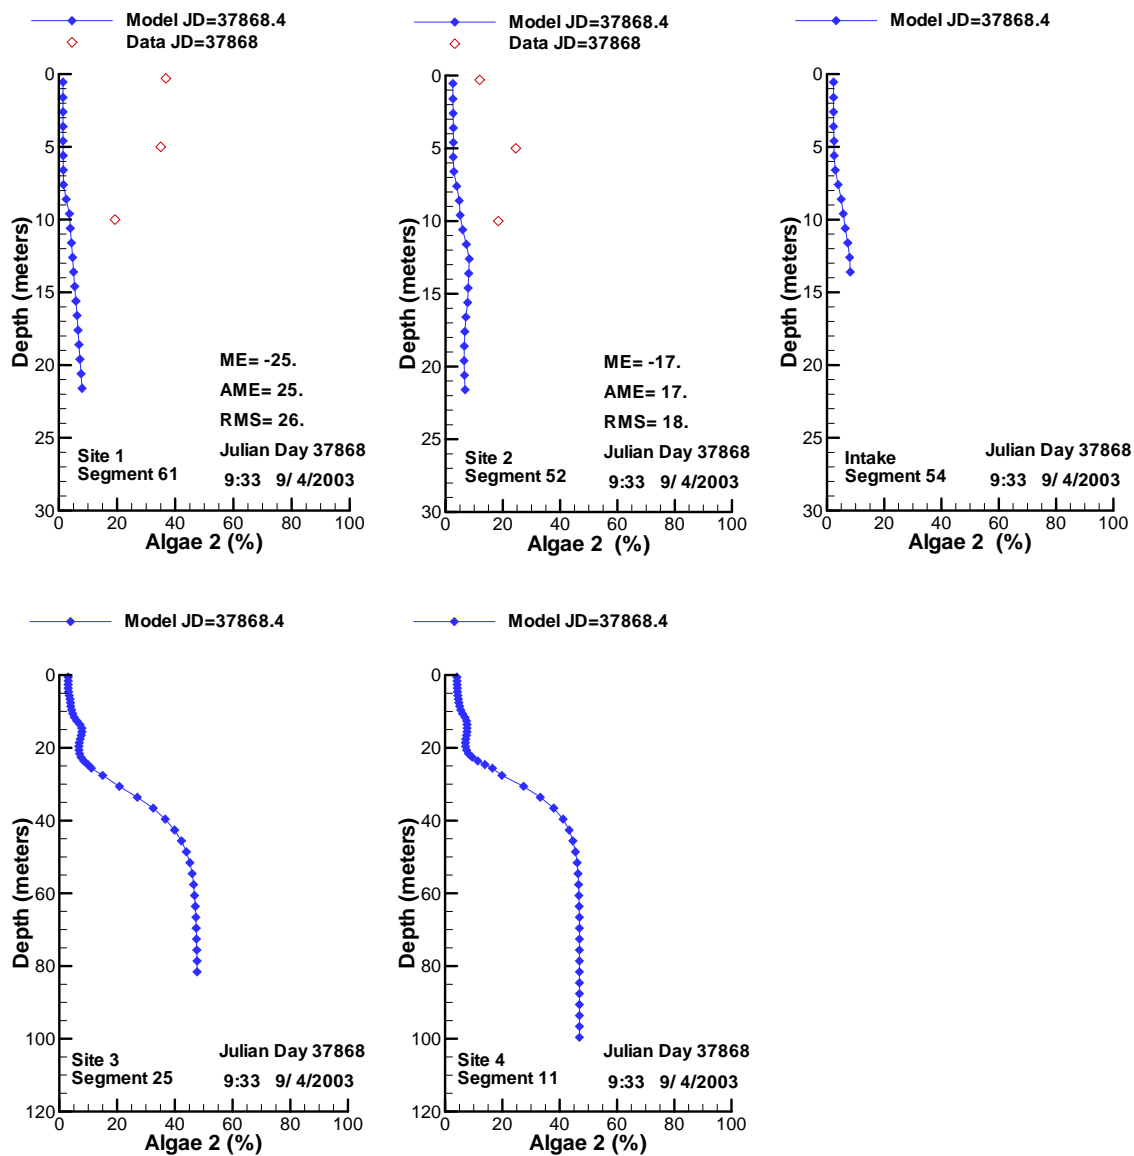 Model JD=37868.4
Data JD=37868
0
5
10
15
20
25
30
Depth (meters)
ME= -25.
AME= 25.
RMS= 26.
Site 1
Segment 61
Julian Day 37868
9:33 9/ 4/2003
0 20 40 60 80 100
Algae 2 (%)
Model JD=37868.4
Data JD=37868
0
5
10
15
20
25
30
Depth (meters)
ME= -17.
AME= 17.
RMS= 18.
Site 2
Segment 52
Julian Day 37868
9:33 9/ 4/2003
0 20 40 60 80 100
Algae 2 (%)
Model JD=37868.4
0
5
10
15
20
25
30
Depth (meters)
Intake
Segment 54
Julian Day 37868
9:33 9/ 4/2003
0 20 40 60 80 100
Algae 2 (%)
Model JD=37868.4
0
20
40
60
80
100
120
Depth (meters)
Site 3
Segment 25
Julian Day 37868
9:33 9/ 4/2003
0 20 40 60 80 100
Algae 2 (%)
Model JD=37868.4
0
20
40
60
80
100
120
Depth (meters)
Site 4
Segment 11
Julian Day 37868
9:33 9/ 4/2003
0 20 40 60 80 100
Algae 2 (%)